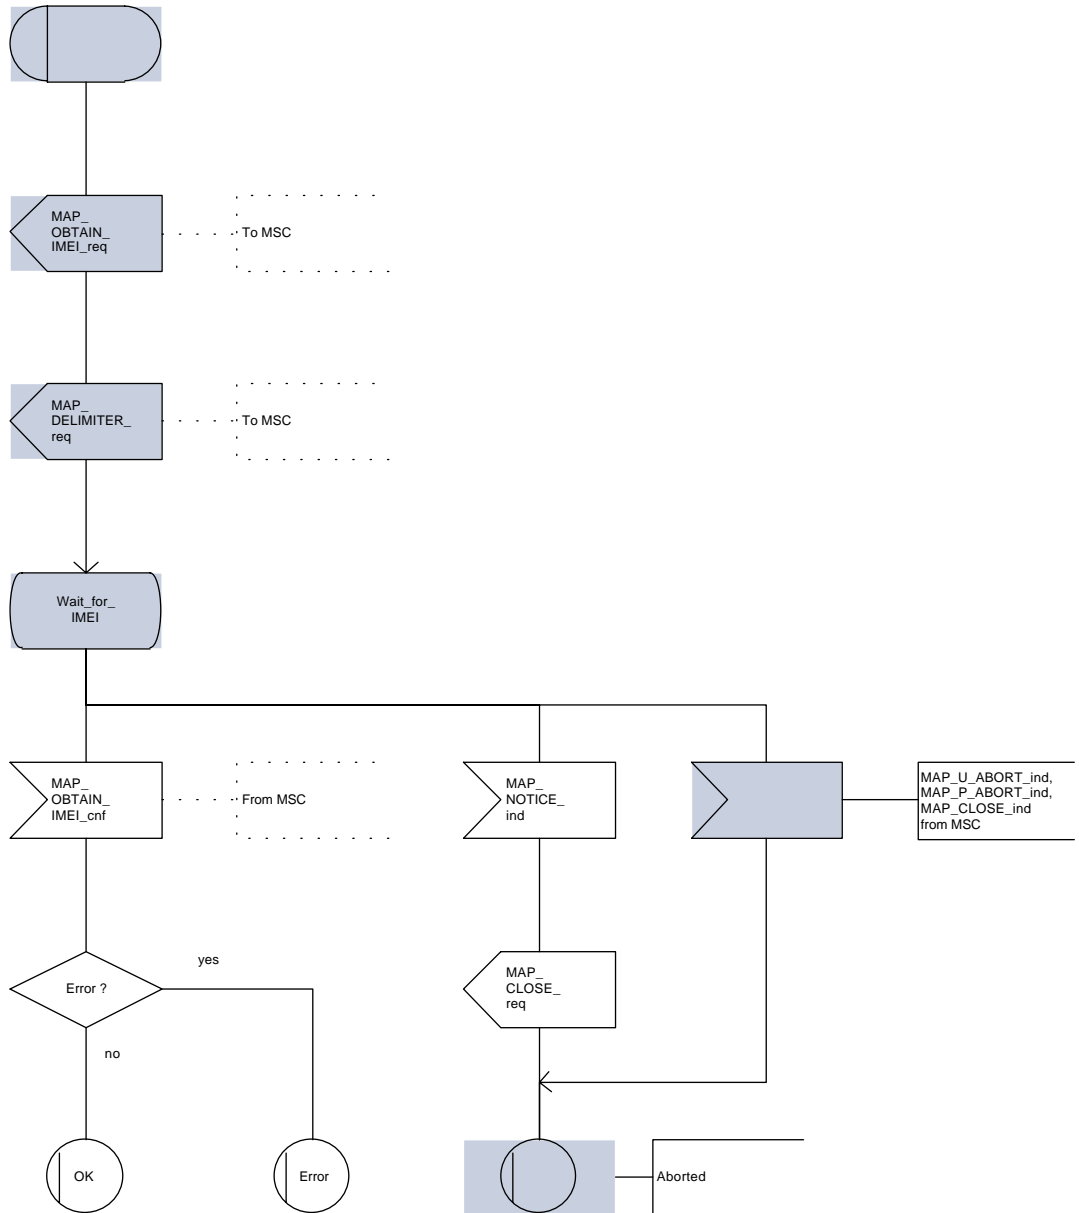 MAP_
OBTAIN_
IMEI_req
To MSC
MAP_
DELIMITER_
req
To MSC
Wait_for_
IMEI
MAP_
OBTAIN_
IMEI_cnf
From MSC
MAP_
NOTICE_
ind
MAP_U_ABORT_ind,
MAP_P_ABORT_ind,
MAP_CLOSE_ind
from MSC
Error ?
yes
no
MAP_
CLOSE_
req
OK
Error
Aborted